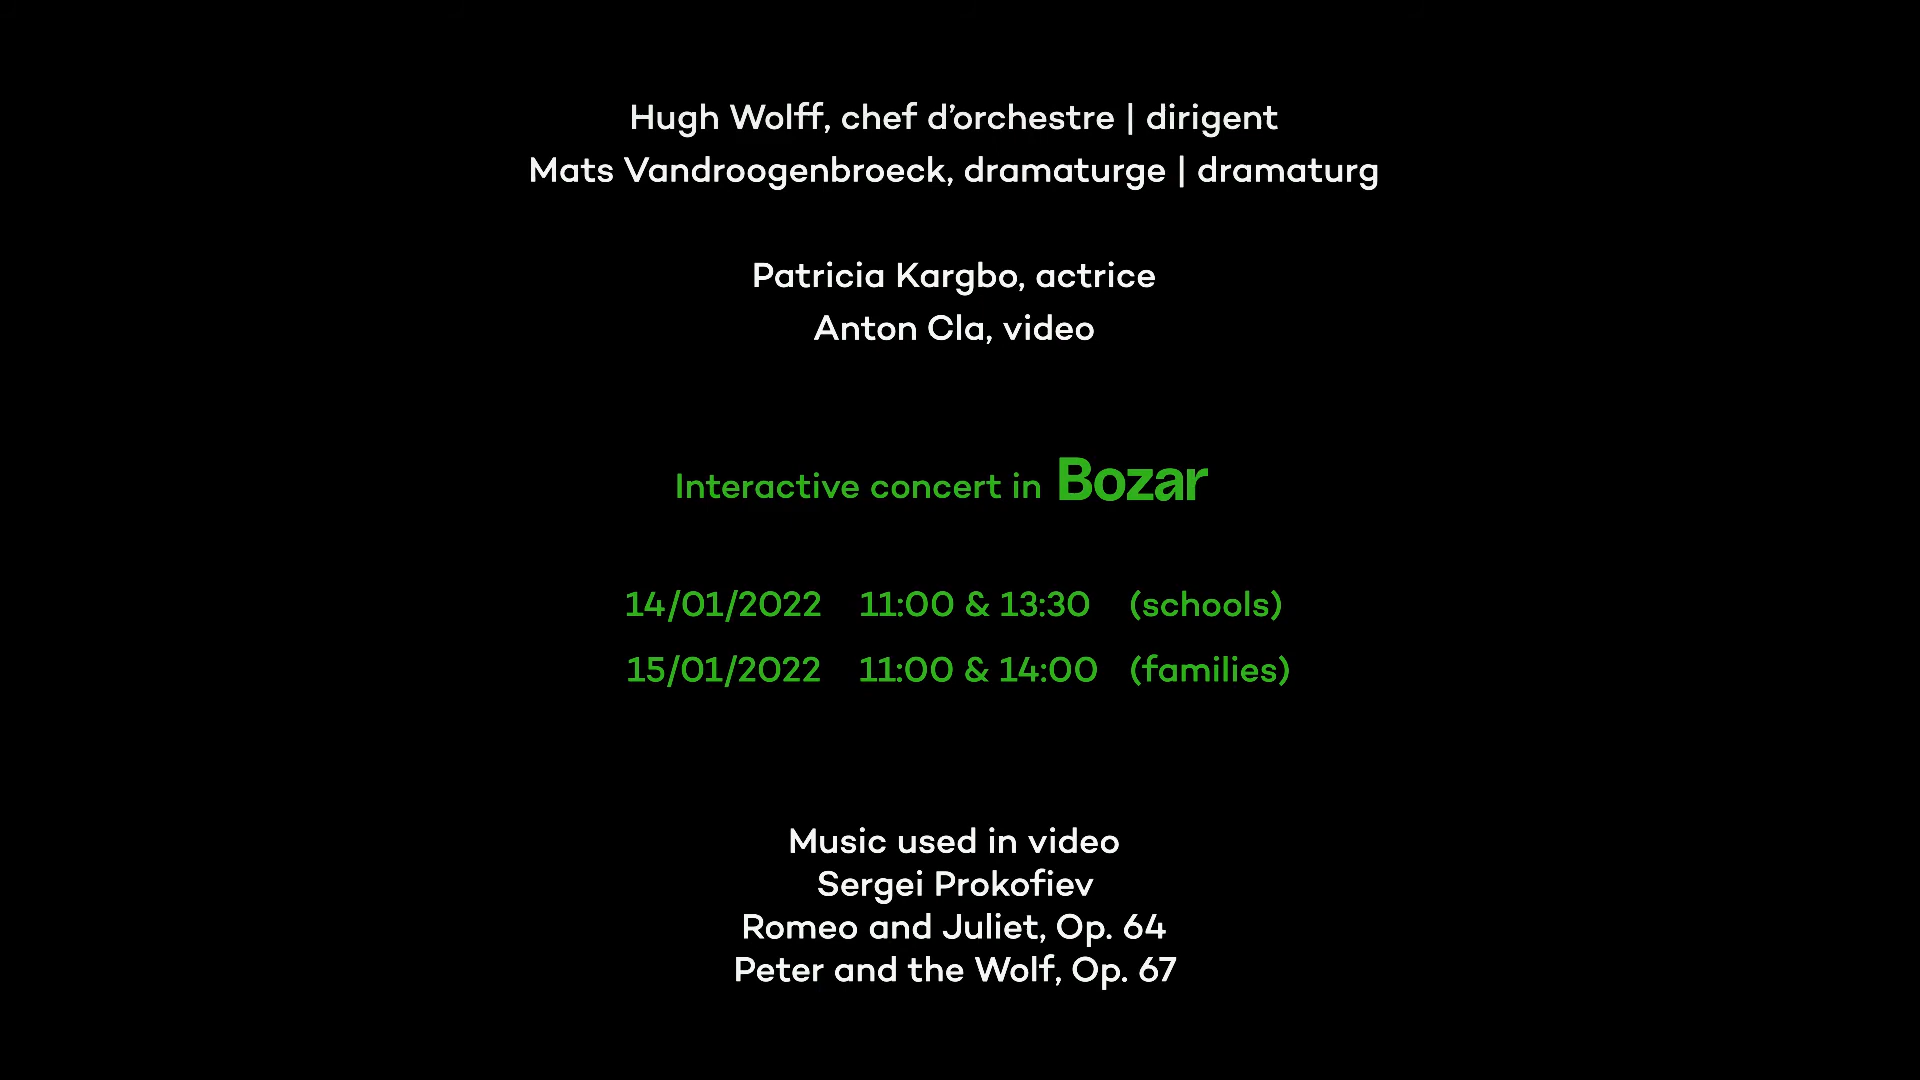 Hugh Wolff, chef d’orchestre | dirigent
Mats Vandroogenbroeck, dramaturge | dramaturg
Patricia Kargbo, actrice
Anton Cla, video
Interactive concert in Bozar
14/01/2022 11:00 & 13:30 (schools)
15/01/2022 11:00 & 14:00 (families)
Music used in video
Sergei Prokofiev
Romeo and Juliet, Op. 64
Peter and the Wolf, Op. 67